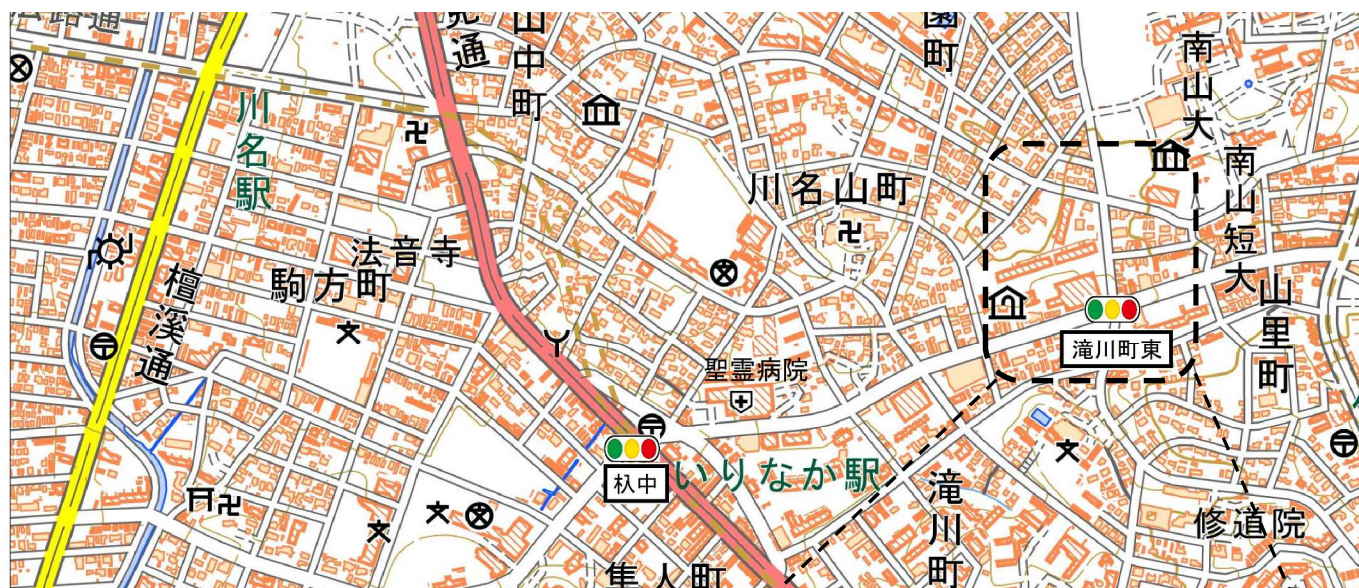 山中町
園町
南山大
川名駅
川名山町
南山短大
法音寺
駒方町
檀溪通
山里町
滝川町東
聖霊病院
杁中
いりなか駅
滝川町
修道院
隼人町